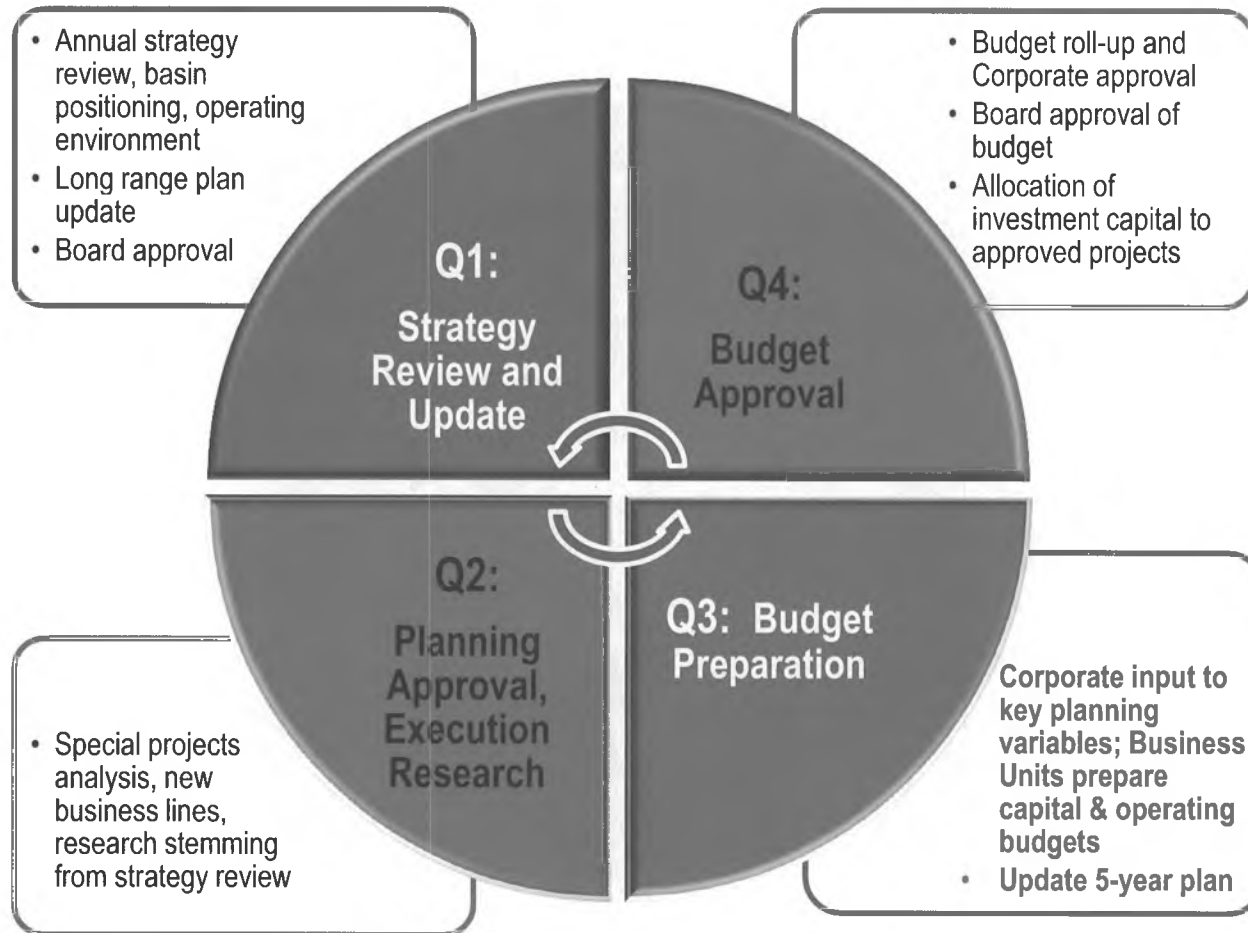 • Annual strategy
review, basin
positioning, operating
environment
• Long range plan
update
• Board approval
• Budget roll-up and
Corporate approval
• Board approval of
budget
• Allocation of
investment capital to
approved projects
Q1:
Strategy
Review and
Update
Q4:
Budget
Approval
Q2:
Planning
Approval,
Execution
Research
Q3: Budget
Preparation
• Special projects
analysis, new
business lines,
research stemming
from strategy review
Corporate input to
key planning
variables; Business
Units prepare
capital & operating
budgets
• Update 5-year plan